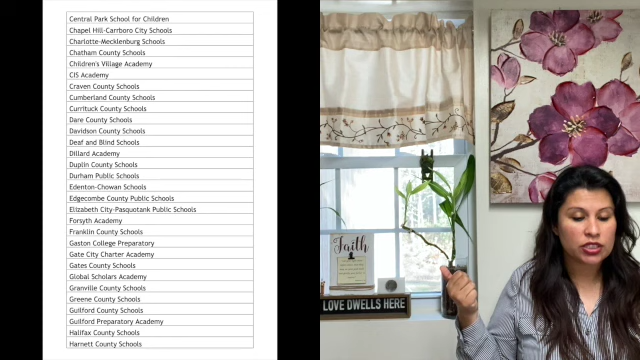 Central Park School for Children
Chapel Hill-Carrboro City Schools
Charlotte-Mecklenburg Schools
Chatham County Schools
Children's Village Academy
CIS Academy
Craven County Schools
Cumberland County Schools
Currituck County Schools
Dare County Schools
Davidson County Schools
Deaf and Blind Schools
Dillard Academy
Duplin County Schools
Durham Public Schools
Edenton-Chowan Schools
Edgecombe County Public Schools
Elizabeth City-Pasquotank Public Schools
Forsyth Academy
Franklin County Schools
Gaston College Preparatory
Gate City Charter Academy
Gates County Schools
Global Scholars Academy
Granville County Schools
Greene County Schools
Guilford County Schools
Guilford Preparatory Academy
Halifax County Schools
Harnett County Schools
Faith
LOVE DWELLS HERE